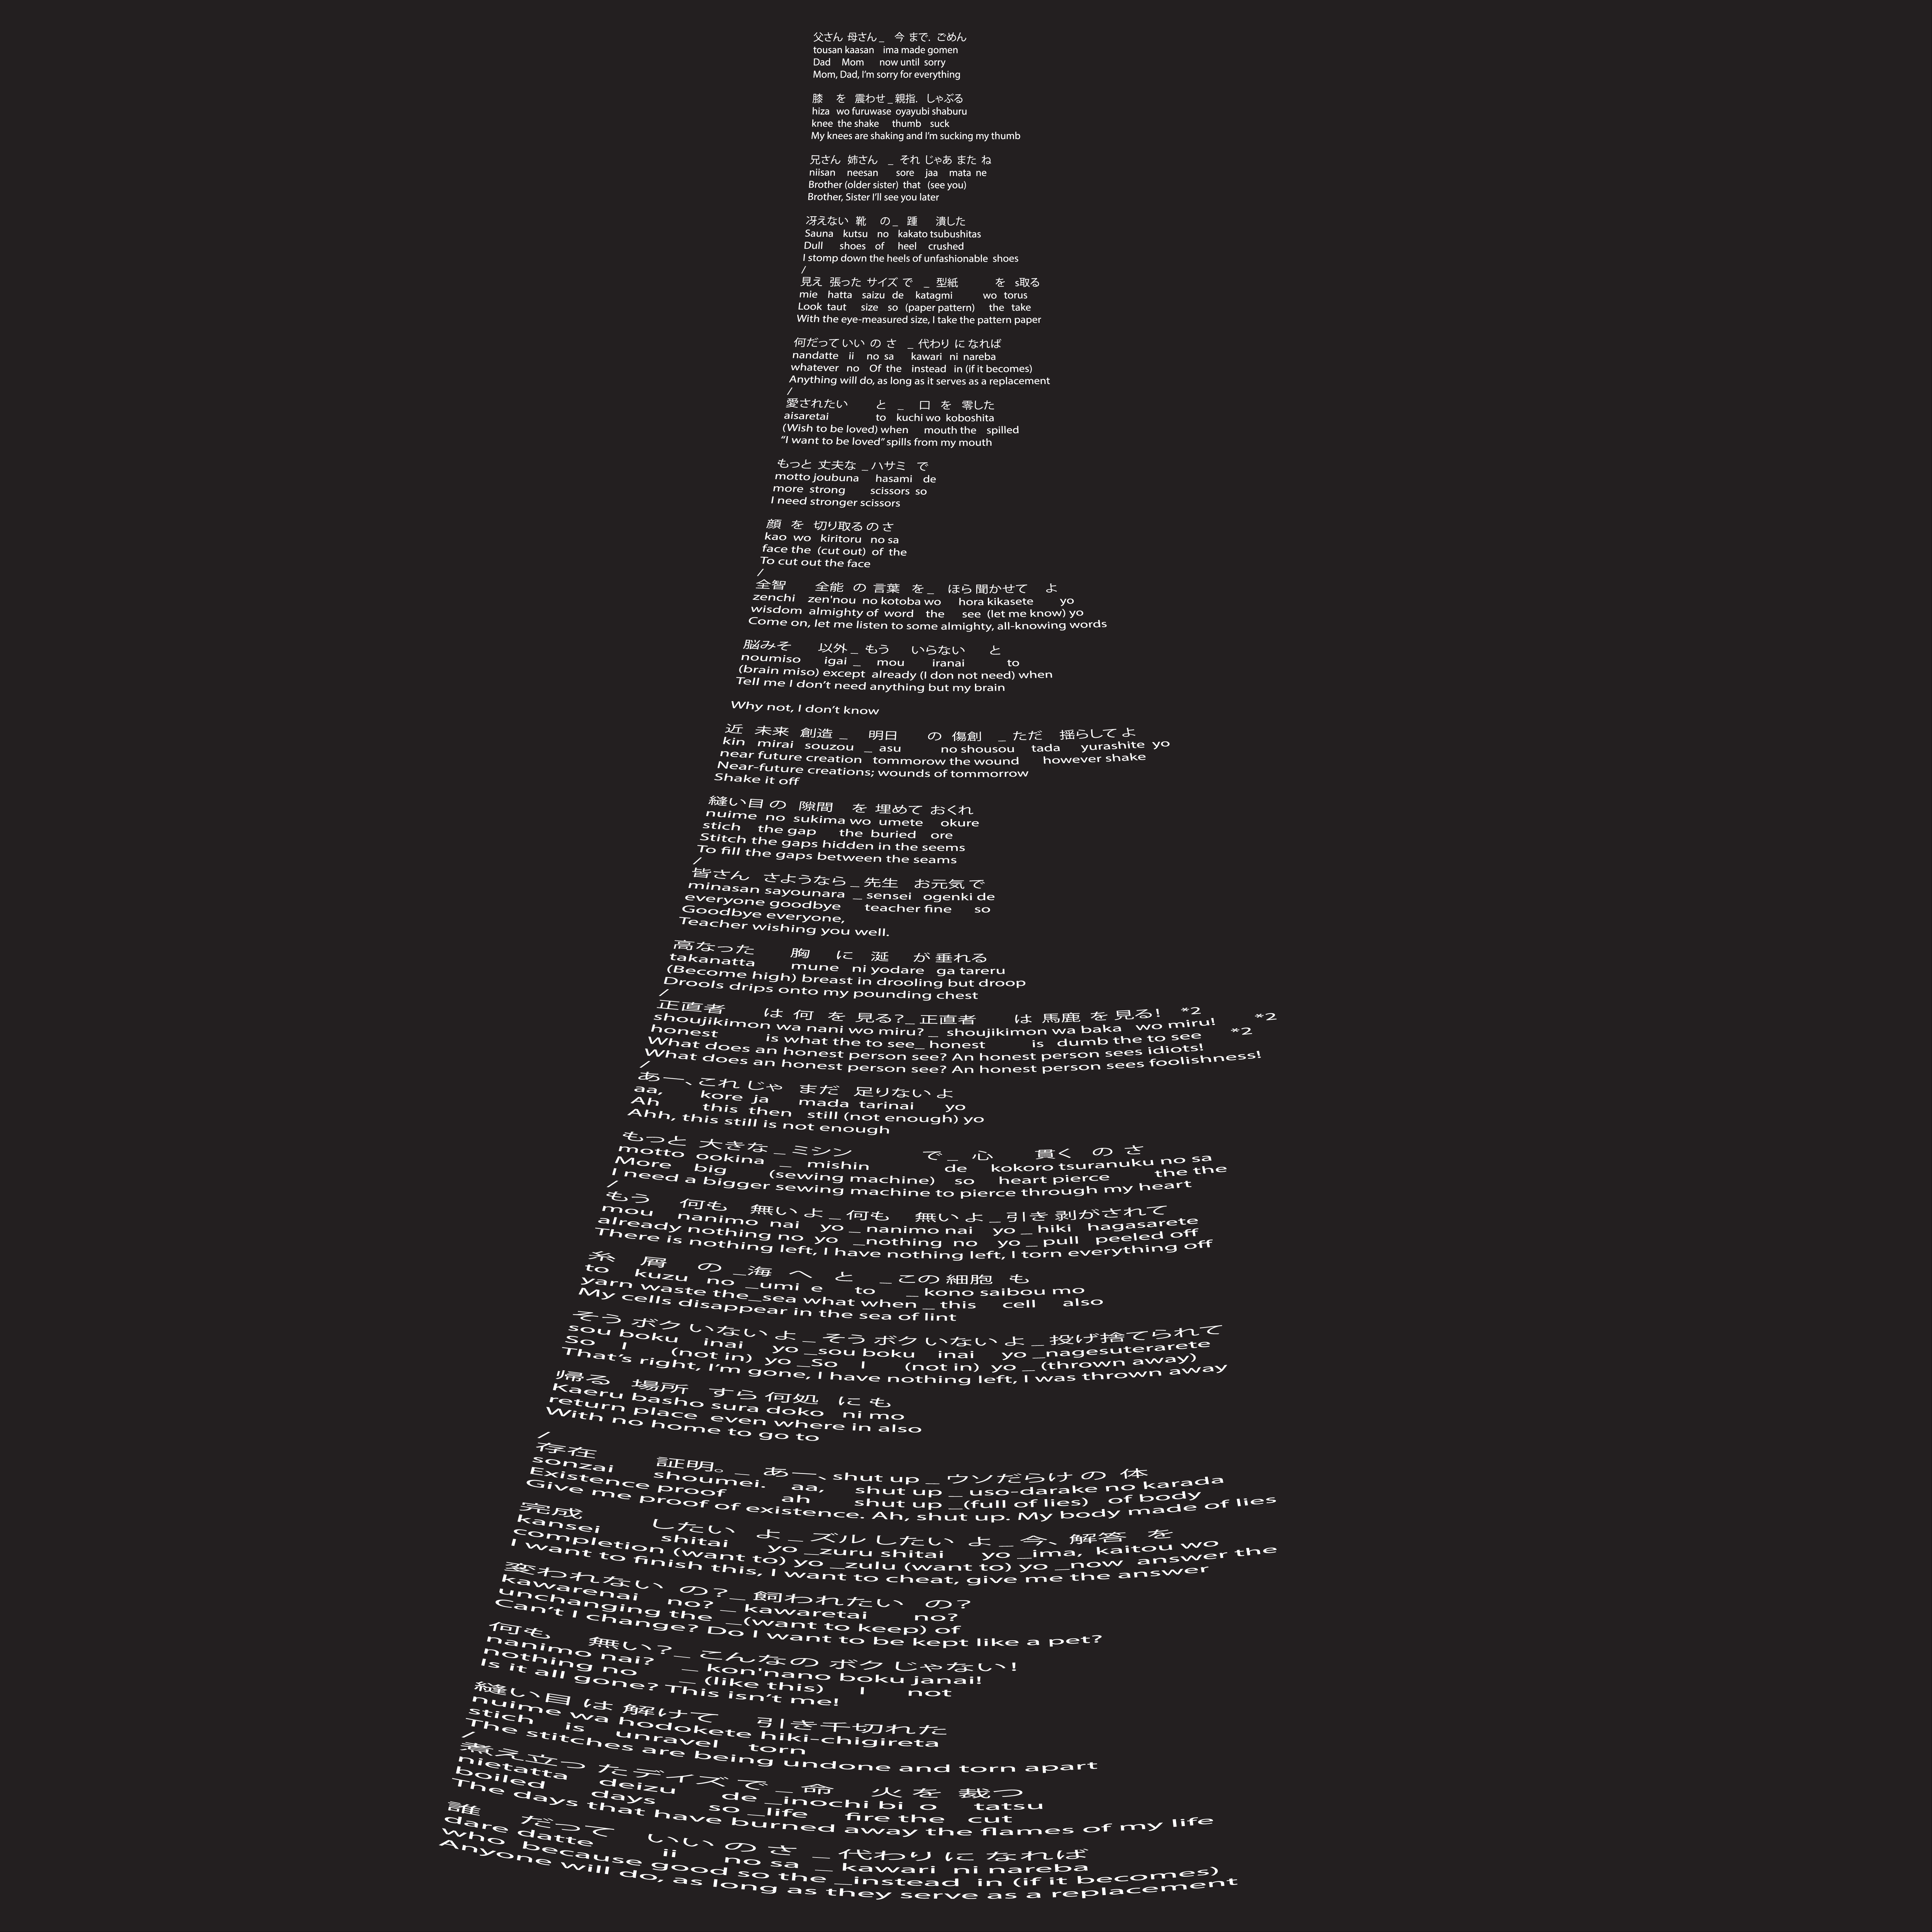 父さん 母さん _ 今 まで. ごめん
tousan kaasan ima made gomen
Dad Mom now until sorry
Mom, Dad, I'm sorry for everything
膝 を 震わせ _ 親指. しゃぶる
hiza wo furuwase oyayubi shaburu
knee the shake thumb suck
My knees are shaking and I'm sucking my thumb
兄さん 姉さん _ それ じゃあ また ね
niisan neesan sore jaa mata ne
Brother (older sister) that (see you)
Brother, Sister I'll see you later
冴えない 靴 の _ 踵 潰した
Sauna kutsu no kakato tsubushitas
Dull shoes of heel crushed
I stomp down the heels of unfashionable shoes
/
見え 張った サイズ で _ 型紙 を s取る
mie hatta saizu de katagmi wo torus
Look taut size so (paper pattern) the take
With the eye-measured size, I take the pattern paper
何だって いい の さ _ 代わり に なれば
nandatte ii no sa kawari ni nareba
whatever no Of the instead in (if it becomes)
Anything will do, as long as it serves as a replacement
/
愛されたい と _ 口 を 零した
aisaretai to kuchi wo koboshita
(Wish to be loved) when mouth the spilled
“I want to be loved” spills from my mouth
もっと 丈夫な _ ハサミ で
motto joubuna hasami de
more strong scissors so
I need stronger scissors
顔 を 切り取る の さ
kao wo kiritoru no sa
face the (cut out) of the
To cut out the face
/
全智 全能 の 言葉 を _ ほら 聞かせて よ
zenchi zen'nou no kotoba wo hora kikasete yo
wisdom almighty of word the see (let me know) yo
Come on, let me listen to some almighty, all-knowing words
脳みそ 以外 _ もう いらない と
noumiso igai _ mou iranai to
(brain miso) except already (I don not need) when
Tell me I don't need anything but my brain
Why not, I don't know
近 未来 創造 _ 明日 の 傷創 _ ただ 揺らして よ
kin mirai souzou _ asu no shousou tada yurashite yo
near future creation tommorow the wound however shake
Near-future creations; wounds of tommorrow
Shake it off
縫い目 の 隙間 を 埋めて おくれ
nuime no sukima wo umete okure
stich the gap the buried ore
Stitch the gaps hidden in the seems
To fill the gaps between the seams
/
皆さん さようなら _ 先生 お元気 で
minasan sayounara _ sensei ogenki de
everyone goodbye teacher fine so
Goodbye everyone,
Teacher wishing you well.
高なった 胸 に 涎 が 垂れる
takanatta mune ni yodare ga tareru
(Become high) breast in drooling but droop
Drools drips onto my pounding chest
/
正直者 は 何 を 見る?_ 正直者 は 馬鹿 を 見る! *2
shoujikimon wa nani wo miru? _ shoujikimon wa baka wo miru! *2
honest is what the to see_ honest is dumb the to see *2
What does an honest person see? An honest person sees idiots!
What does an honest person see? An honest person sees foolishness!
/
あー、これ じゃ まだ 足りない よ
aa, kore ja mada tarinai yo
Ah this then still (not enough) yo
Ahh, this still is not enough
もっと 大きな _ ミシン で _ 心 貫く の さ
motto ookina _ mishin de kokoro tsuranuku no sa
More big (sewing machine) so heart pierce the the
I need a bigger sewing machine to pierce through my heart
/
もう 何も 無い よ _ 何も 無い よ _ 引き 剥がされて
mou nanimo nai yo _ nanimo nai yo _ hiki hagasarete
already nothing no yo _nothing no yo _ pull peeled off
There is nothing left, I have nothing left, I torn everything off
糸 屑 の _海 へ と _ この 細胞 も
to kuzu no _umi e to _ kono saibou mo
yarn waste the_sea what when _ this cell also
My cells disappear in the sea of lint
そう ボク いない よ _ そう ボク いない よ _ 投げ捨てられて
sou boku inai yo _sou boku inai yo _nagesuterarete
So I (not in) yo _So I (not in) yo _ (thrown away)
That's right, I'm gone, I have nothing left, I was thrown away
帰る 場所 すら 何処 に も
Kaeru basho sura doko ni mo
return place even where in also
With no home to go to
/
存在 証明。_ あー、shut up _ ウソだらけ の 体
sonzai shoumei. aa, shut up _ uso-darake no karada
Existence proof ah shut up _(full of lies) of body
Give me proof of existence. Ah, shut up. My body made of lies
完成 したい よ _ ズル したい よ _ 今、解答 を
kansei shitai yo _zuru shitai yo _ima, kaitou wo
completion (want to) yo _zulu (want to) yo _now answer the
I want to finish this, I want to cheat, give me the answer
変われない の?_ 飼われたい の?
kawarenai no? _ kawaretai no?
unchanging the _(want to keep) of
Can't I change? Do I want to be kept like a pet?
何も 無い?_ こんなの ボク じゃない!
nanimo nai? _ kon'nano boku janai!
nothing no _ (like this) I not
Is it all gone? This isn't me!
縫い目 は 解けて 引き千切れた
nuime wa hodokete hiki-chigireta
stich is unravel torn
The stitches are being undone and torn apart
/
煮え立つ たデイズ で _ 命 火 を 裁つ
nietatta deizu de _inochi bi o tatsu
boiled days so _life fire the cut
The days that have burned away the flames of my life
誰 だって いい の さ _ 代わり に なれば
dare datte ii no sa _ kawari ni nareba
who because good so the _instead in (if it becomes)
Anyone will do, as long as they serve as a replacement